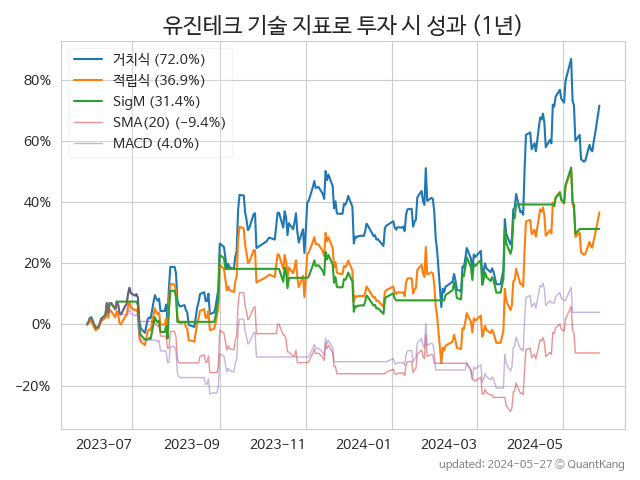 유진테크 기술 지표로 투자 시 성과 (1년)
거치식 (72.0%)
적립식 (36.9%)
SigM (31.4%)
SMA(20) (−9.4%)
MACD (4.0%)
80%
60%
40%
20%
0%
−20%
2023−07 2023−09 2023−11 2024−01 2024−03 2024−05
updated: 2024-05-27 © QuantKang